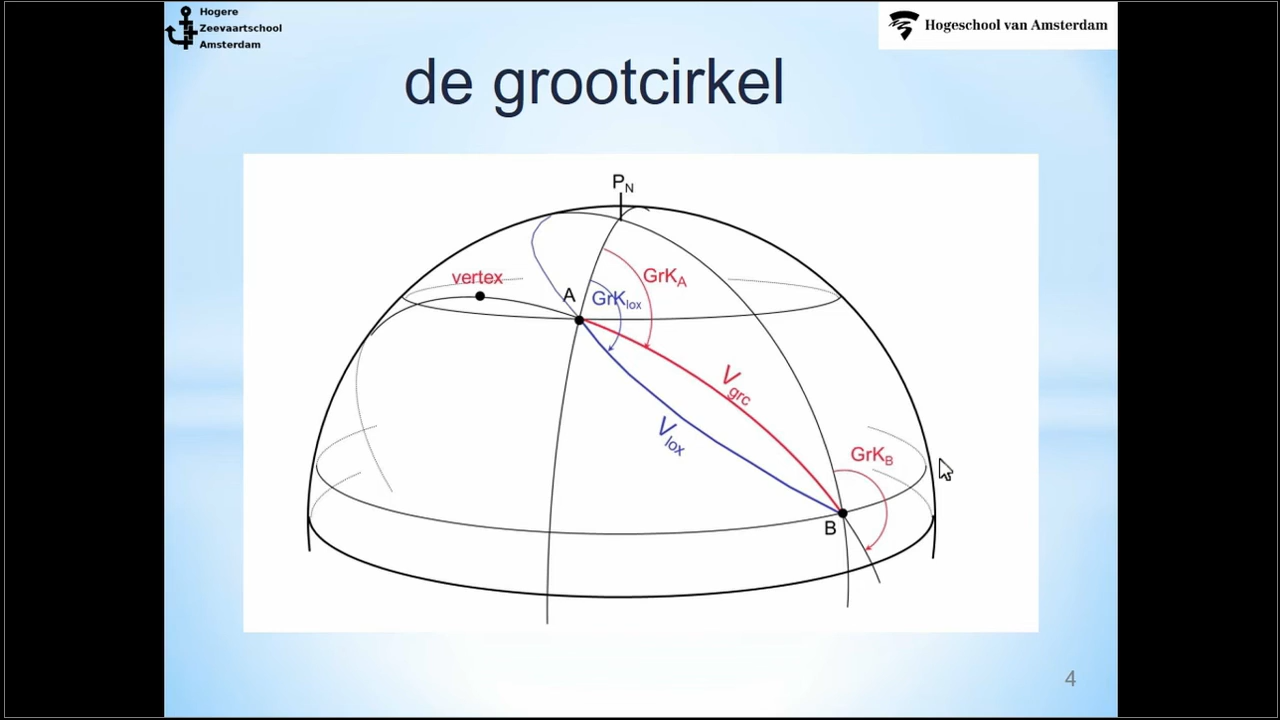 Hogere
Zeevaartschool
Amsterdam
Hogeschool van Amsterdam
de grootcirkel
PN
vertex
A
GrKA
GrKlox
Vgrc
Vlox
GrKB
B
4